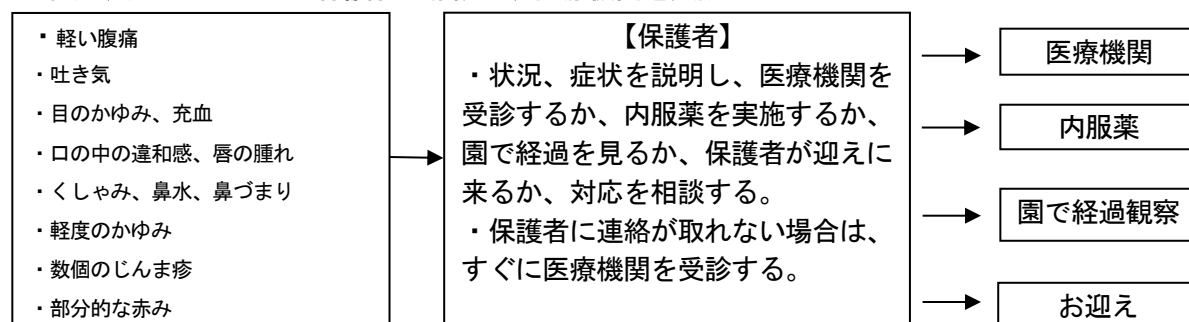 ・軽い腹痛
・吐き気
・目のかゆみ、充血
・口の中の違和感、唇の腫れ
・くしゃみ、鼻水、鼻づまり
・軽度のかゆみ
・数個のじんま疹
・部分的な赤み
【保護者】
・状況、症状を説明し、医療機関を
受診するか、内服薬を実施するか、
園で経過を見るか、保護者が迎えに
来るか、対応を相談する。
・保護者に連絡が取れない場合は、
すぐに医療機関を受診する。
医療機関
内服薬
園で経過観察
お迎え